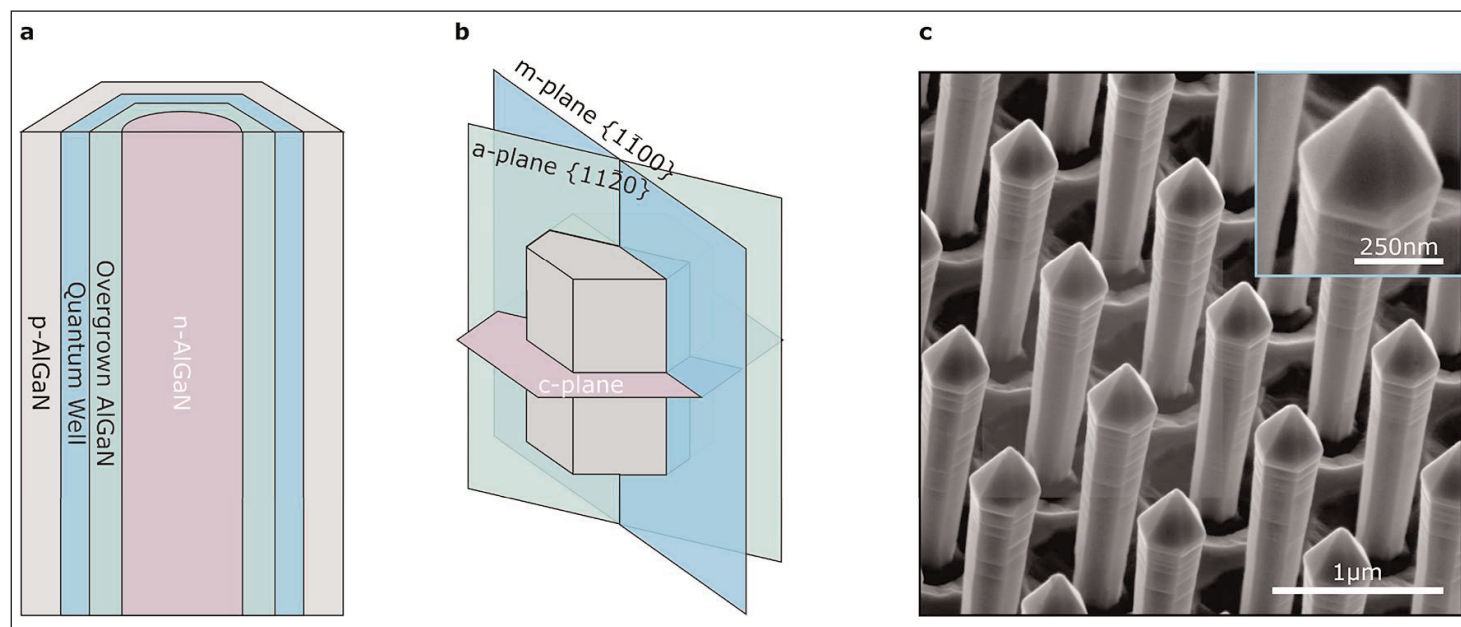 a
p-AlGaN
Quantum Well
Overgrown AlGaN
n-AlGaN
b
m-plane {11̄00}
a-plane {112̄0}
c-plane
c
250nm
1μm